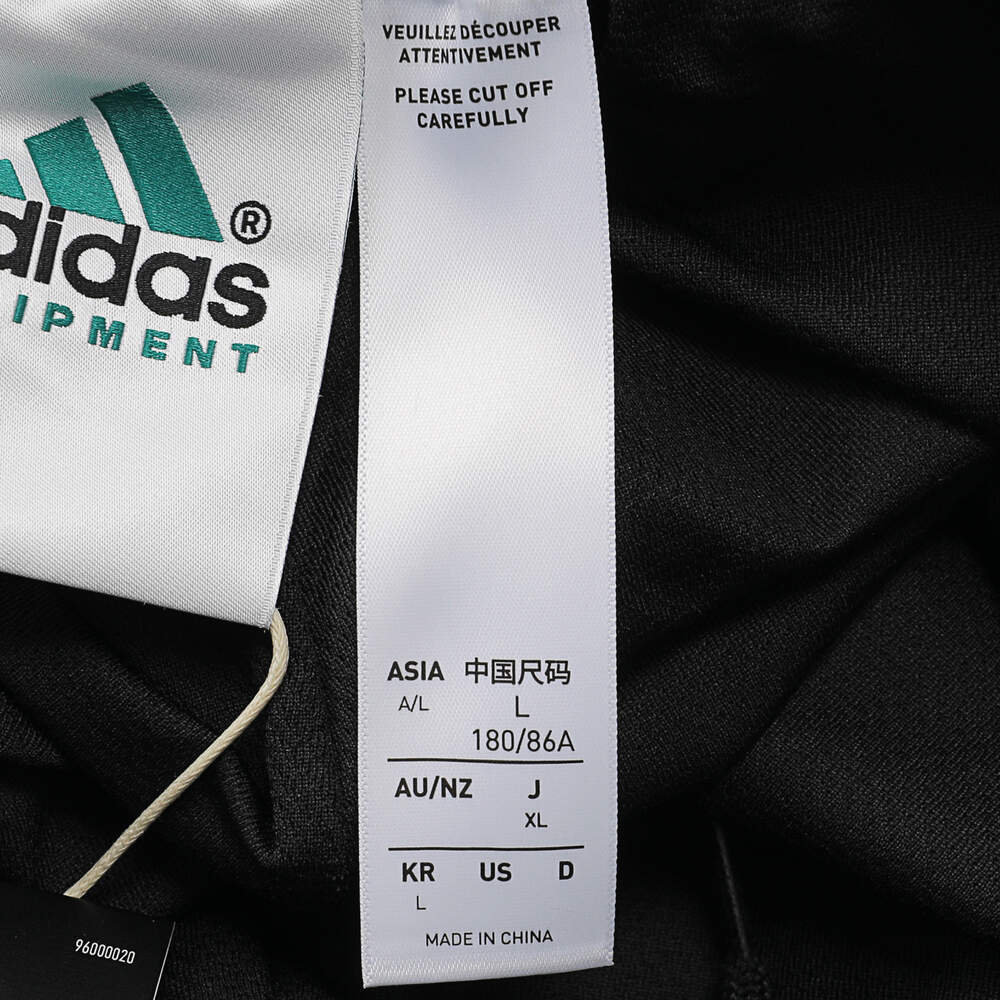 adidas
®
IPMENT
VEUILLEZ DÉCOUPER
ATTENTIVEMENT
PLEASE CUT OFF
CAREFULLY
ASIA 中国尺码
A/L L
180/86A
AU/NZ J
XL
KR US D
L
MADE IN CHINA
96000020